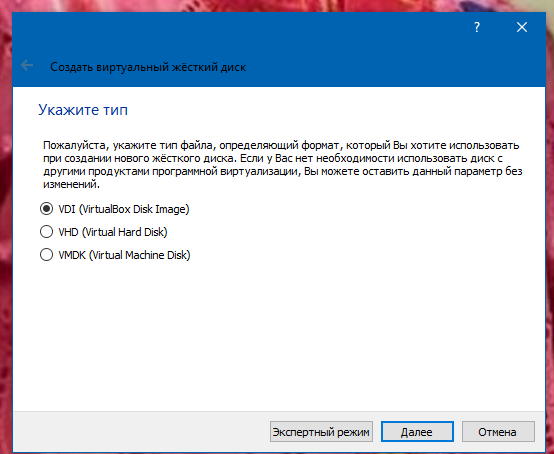 ?
Создать виртуальный жёсткий диск
Укажите тип
Пожалуйста, укажите тип файла, определяющий формат, который Вы хотите использовать
при создании нового жёсткого диска. Если у Вас нет необходимости использовать диск с
другими продуктами программной виртуализации, Вы можете оставить данный параметр без
изменений.
VDI (VirtualBox Disk Image)
VHD (Virtual Hard Disk)
VMDK (Virtual Machine Disk)
Экспертный режим Далее Отмена